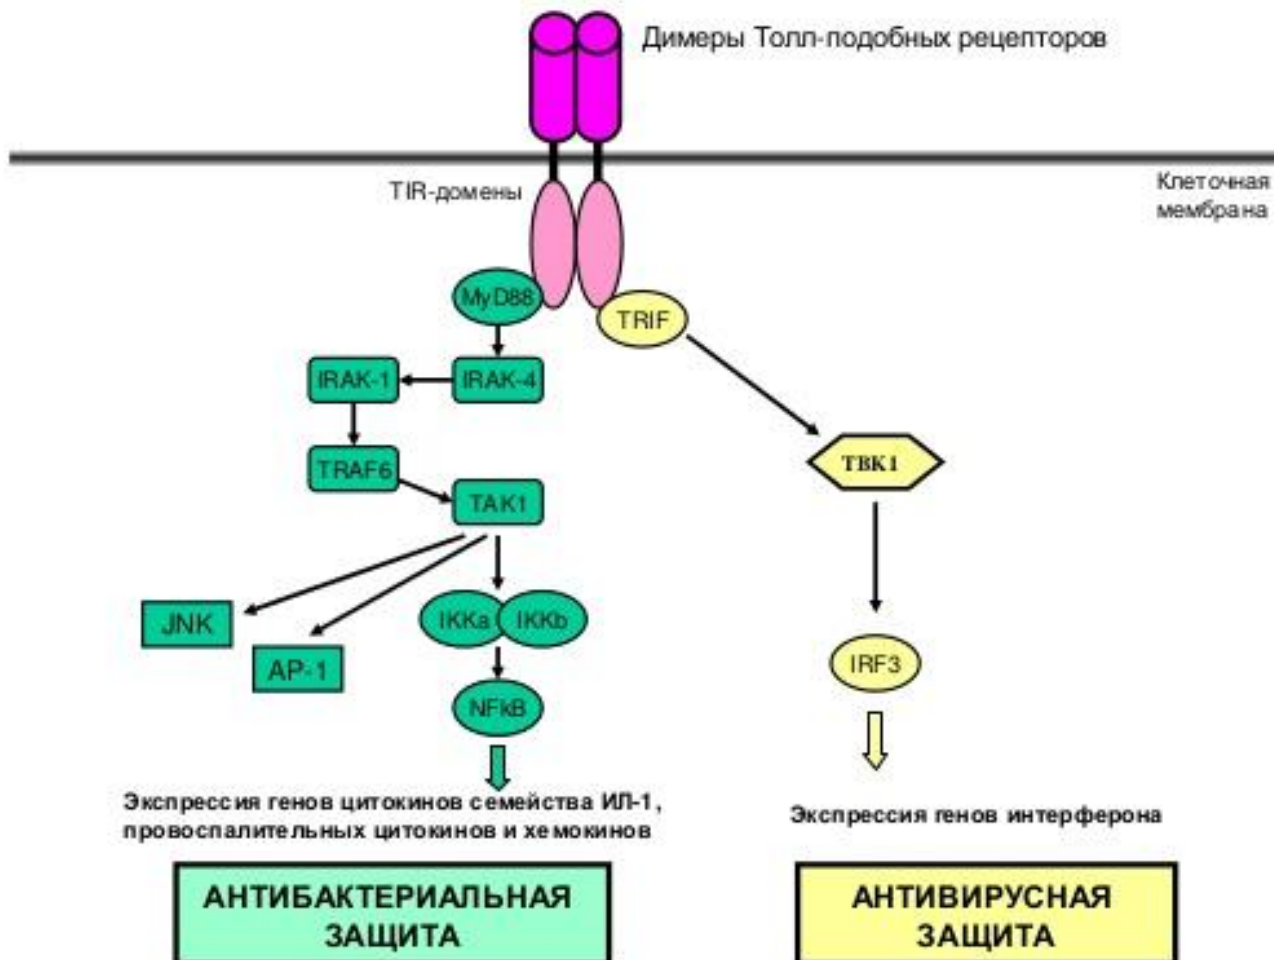 Димеры Толл-подобных рецепторов
TIR-домены
Клеточная
мембрана
MyD88
TRIF
IRAK-1
IRAK-4
TRAF6
TBK1
TAK1
JNK
IKKa
IKKb
AP-1
IRF3
NFkB
Экспрессия генов цитокинов семейства ИЛ-1,
провоспалительных цитокинов и хемокинов
Экспрессия генов интерферона
АНТИБАКТЕРИАЛЬНАЯ
ЗАЩИТА
АНТИВИРУСНАЯ
ЗАЩИТА